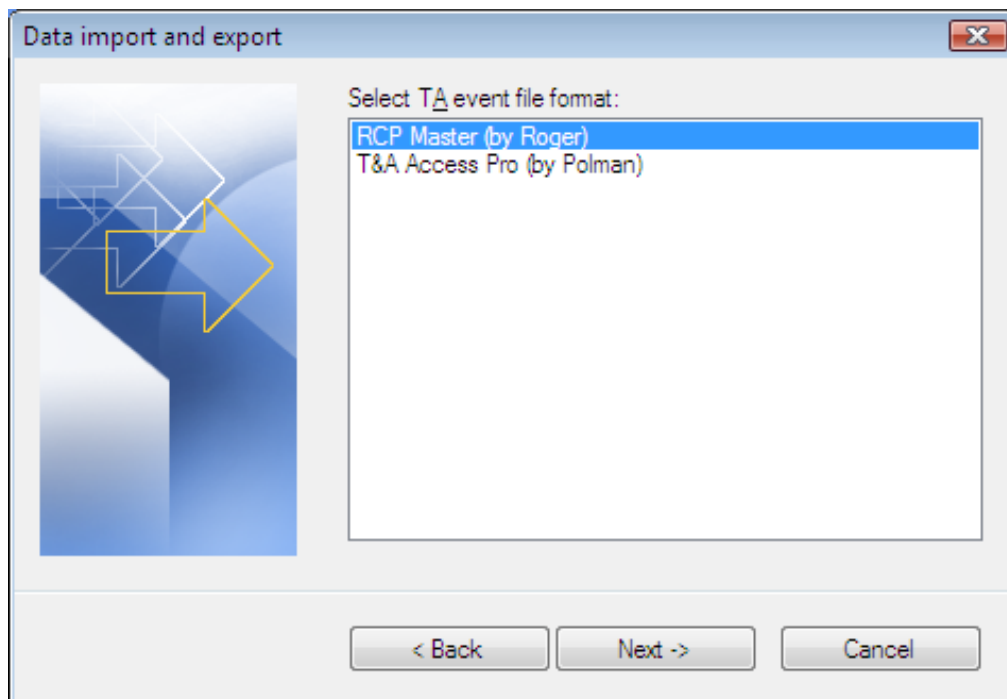 Data import and export
Select TA event file format:
RCP Master (by Roger)
T&A Access Pro (by Polman)
< Back
Next ->
Cancel